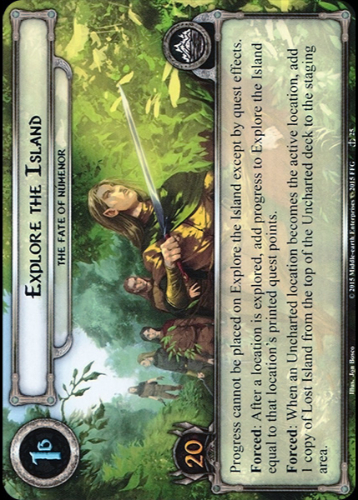 1B
EXPLORE THE ISLAND
THE FATE OF NÚMENOR
20
Progress cannot be placed on Explore the Island except by quest effects.
Forced: After a location is explored, add progress to Explore the Island
equal to that location's printed quest points.
Forced: When an Uncharted location becomes the active location, add
1 copy of Lost Island from the top of the Uncharted deck to the staging
area.
Illus. Jon Bosco
© 2015 Middle-earth Enterprises © 2015 FFG
25